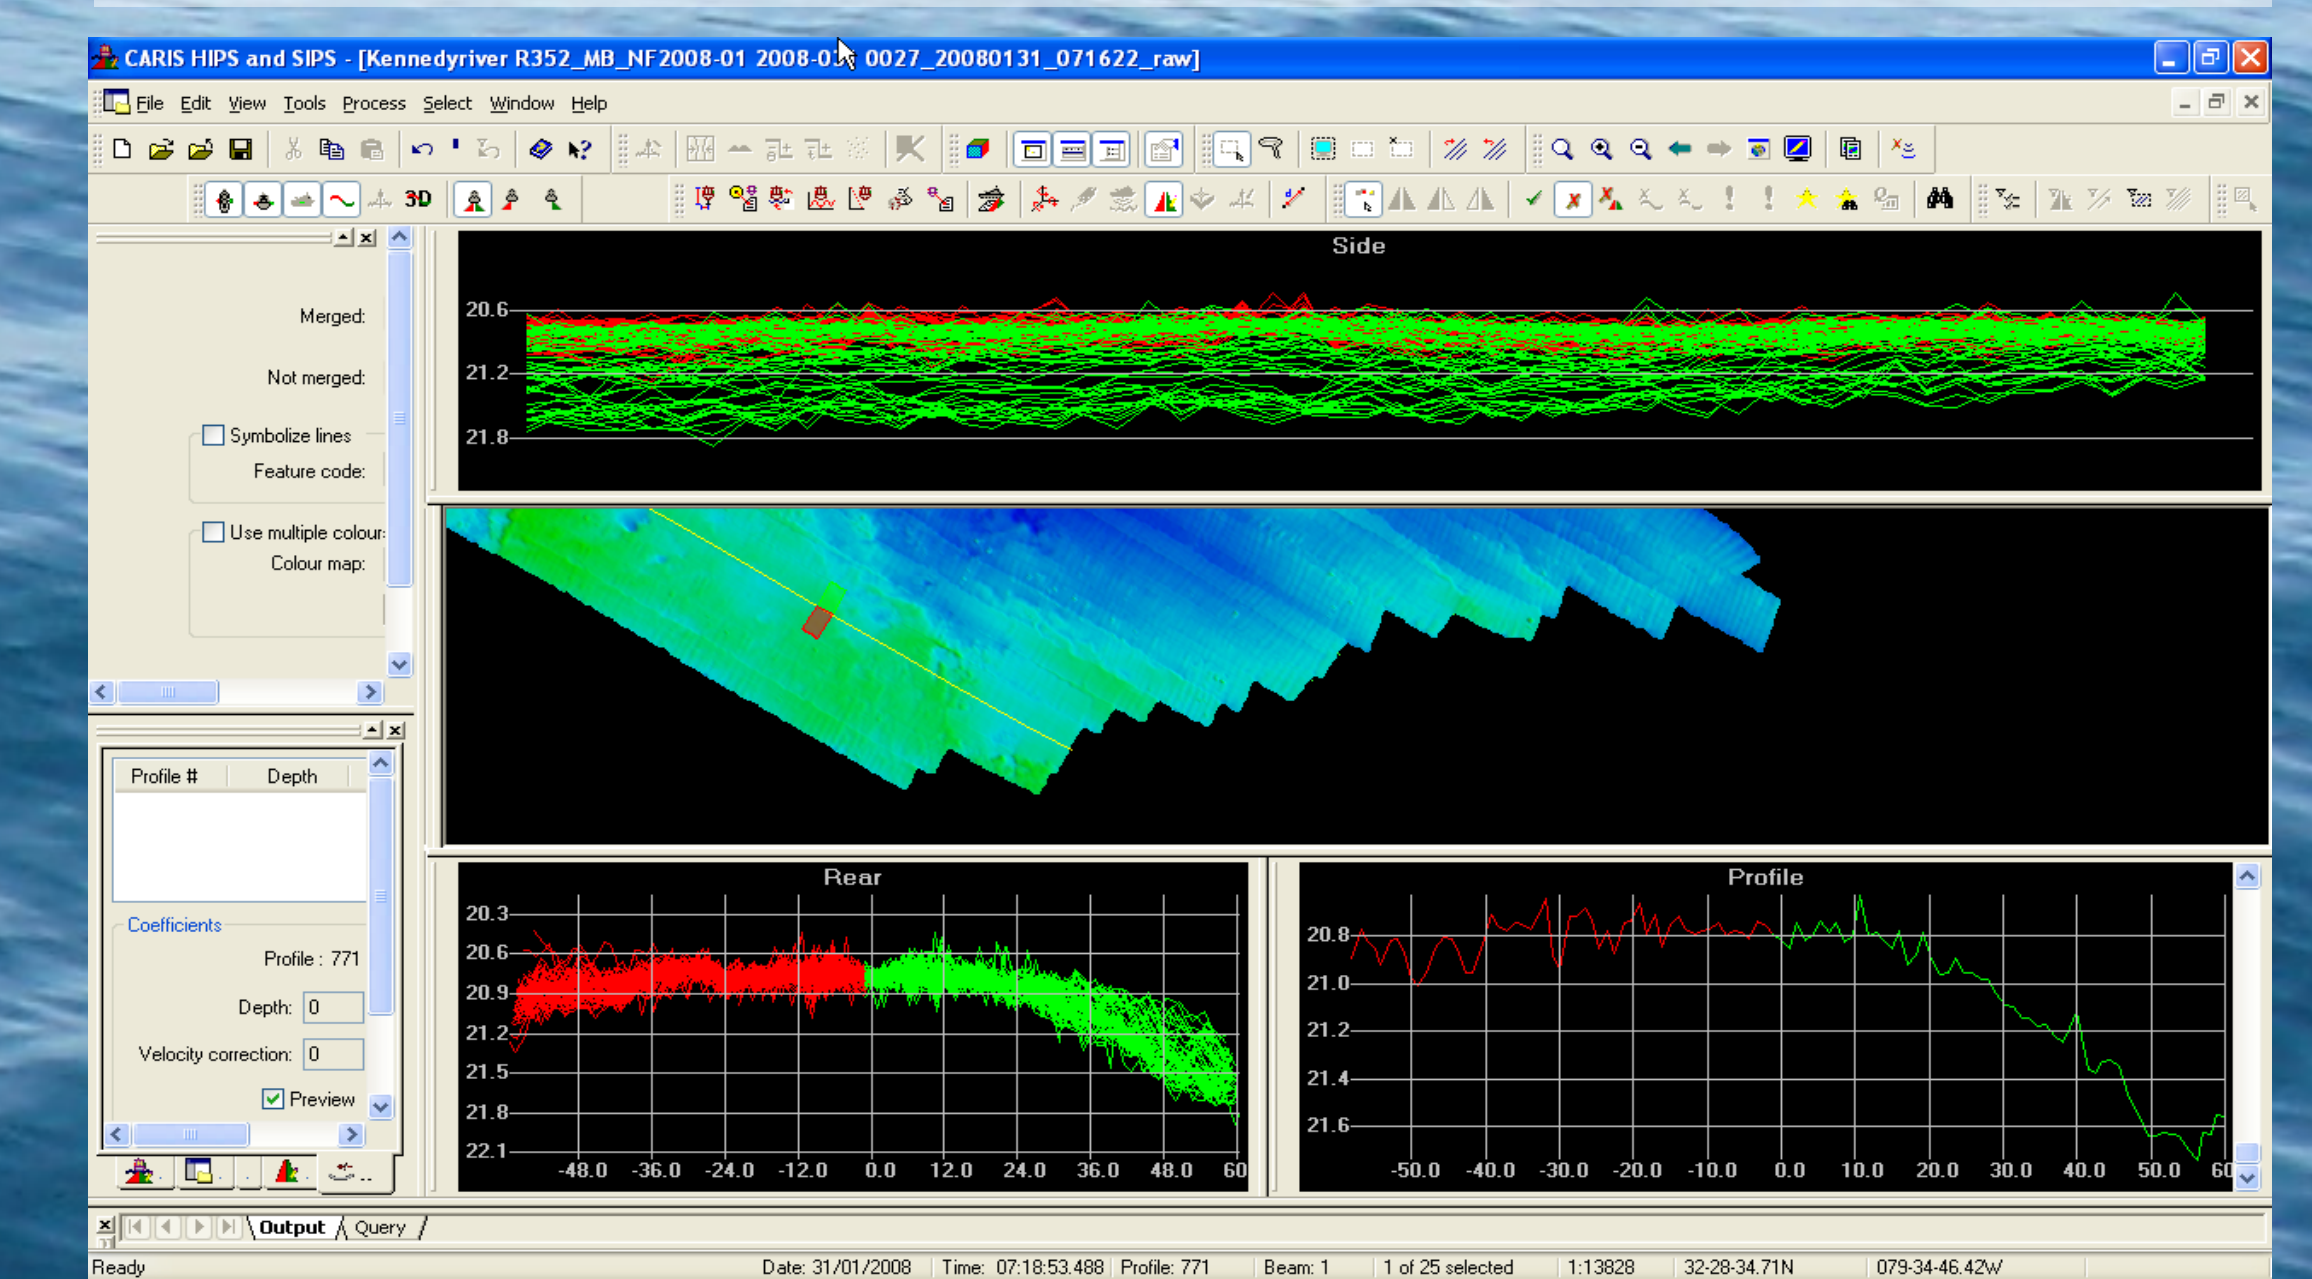 CARIS HIPS and SIPS - [Kennedyriver R352_MB_NF2008-01 2008-03 0027_20080131_071622_raw]
File Edit View Tools Process Select Window Help
3D
Merged:
Not merged:
Symbolize lines
Feature code:
Use multiple colour
Colour map:
Side
20.6
21.2
21.8
Profile # Depth
Coefficients
Profile : 771
Depth: 0
Velocity correction: 0
Preview
Rear
20.3
20.6
20.9
21.2
21.5
21.8
22.1
-48.0 -36.0 -24.0 -12.0 0.0 12.0 24.0 36.0 48.0 60
Profile
20.8
21.0
21.2
21.4
21.6
-50.0 -40.0 -30.0 -20.0 -10.0 0.0 10.0 20.0 30.0 40.0 50.0 60
Output Query
Ready Date: 31/01/2008 Time: 07:18:53.488 Profile: 771 Beam: 1 1 of 25 selected 1:13828 32-28-34.71N 079-34-46.42W